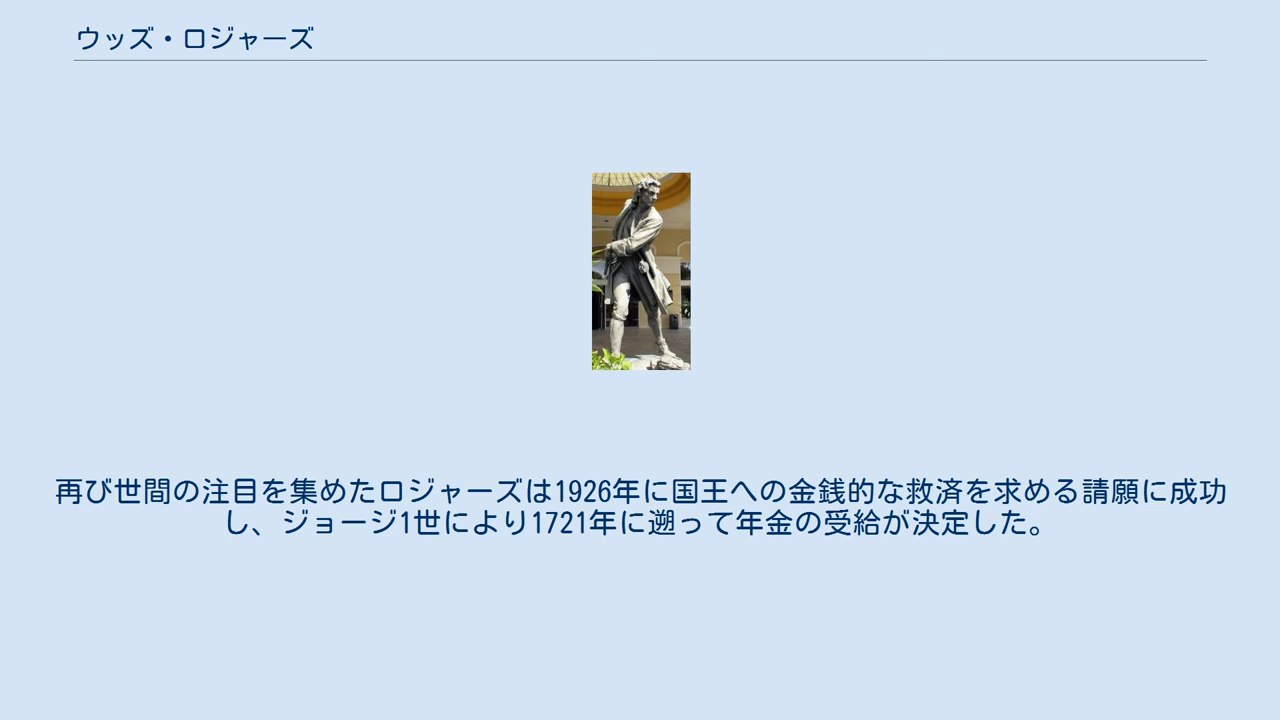 ウッズ・ロジャーズ
再び世間の注目を集めたロジャーズは1926年に国王への金銭的な救済を求める請願に成功
し、ジョージ1世により1721年に遡って年金の受給が決定した。